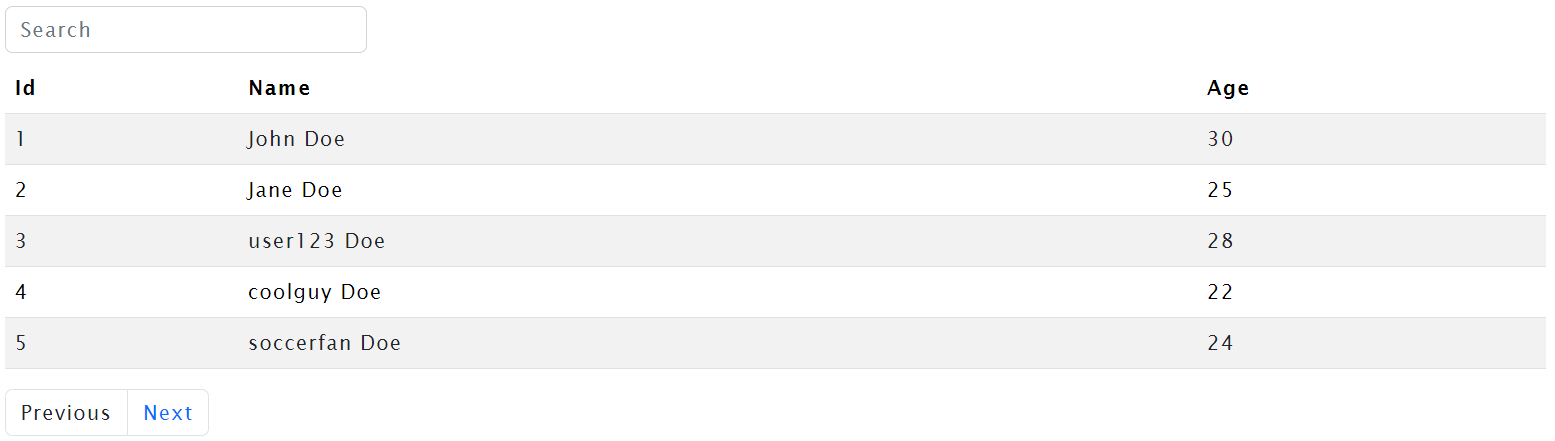 Search
Id Name Age
1 John Doe 30
2 Jane Doe 25
3 user123 Doe 28
4 coolguy Doe 22
5 soccerfan Doe 24
Previous Next